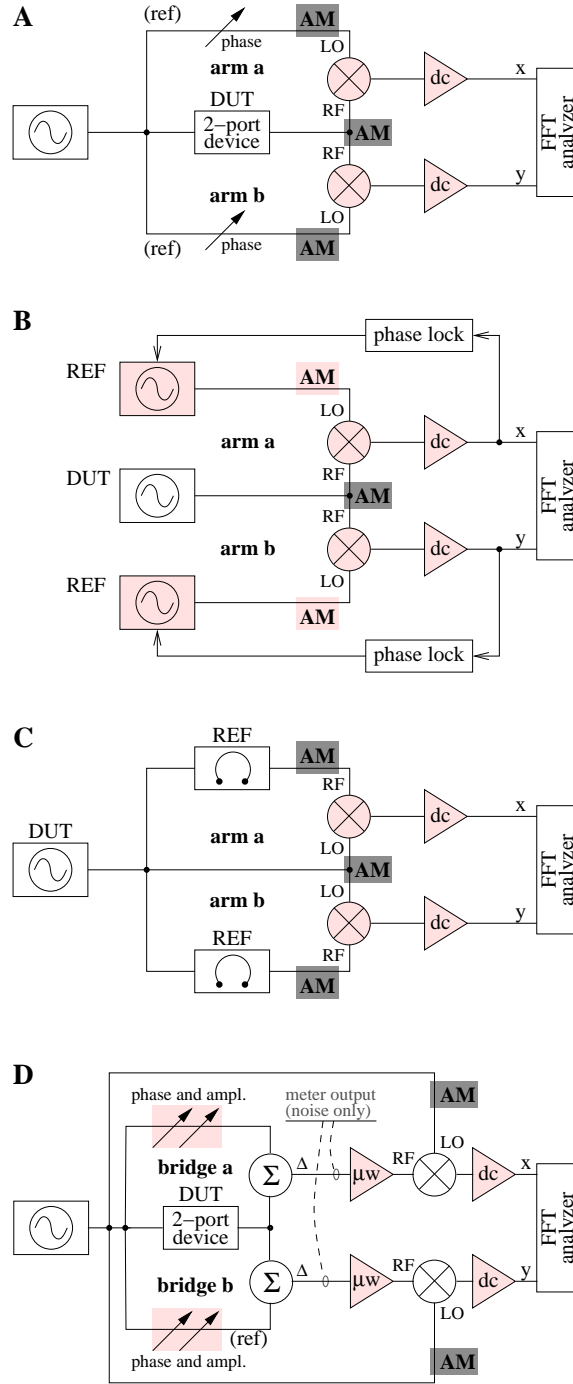 A
(ref)
phase
AM
LO
arm a
dc
x
DUT
RF
2-port
device
AM
FFT
analyzer
RF
arm b
dc
y
LO
(ref)
phase
AM
B
phase lock
REF
AM
LO
x
arm a
dc
RF
DUT
AM
FFT
analyzer
RF
arm b
dc
y
REF
LO
AM
phase lock
C
REF
AM
RF
x
dc
DUT
arm a
LO
AM
FFT
analyzer
arm b
LO
dc
y
REF
RF
AM
D
phase and ampl.
meter output
(noise only)
AM
LO
bridge a
Σ
Δ
μw
RF
dc
x
DUT
2-port
device
FFT
analyzer
bridge b
Σ
Δ
μw
RF
dc
y
LO
(ref)
phase and ampl.
AM